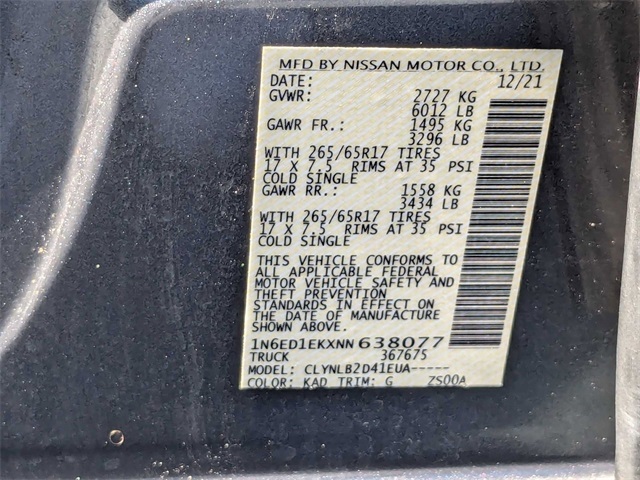 MFD BY NISSAN MOTOR CO., LTD.
DATE: 12/21
GVWR: 2727 KG
6012 LB
GAWR FR.: 1495 KG
3296 LB
WITH 265/65R17 TIRES
17 X 7.5 RIMS AT 35 PSI
COLD SINGLE
GAWR RR.: 1558 KG
3434 LB
WITH 265/65R17 TIRES
17 X 7.5 RIMS AT 35 PSI
COLD SINGLE
THIS VEHICLE CONFORMS TO
ALL APPLICABLE FEDERAL
MOTOR VEHICLE SAFETY AND
THEFT PREVENTION
STANDARDS IN EFFECT ON
THE DATE OF MANUFACTURE
SHOWN ABOVE.
1N6ED1EKXNN638077
TRUCK 367675
MODEL: CLYNLB2D41EUA-----
COLOR: KAD TRIM: G ZS00A